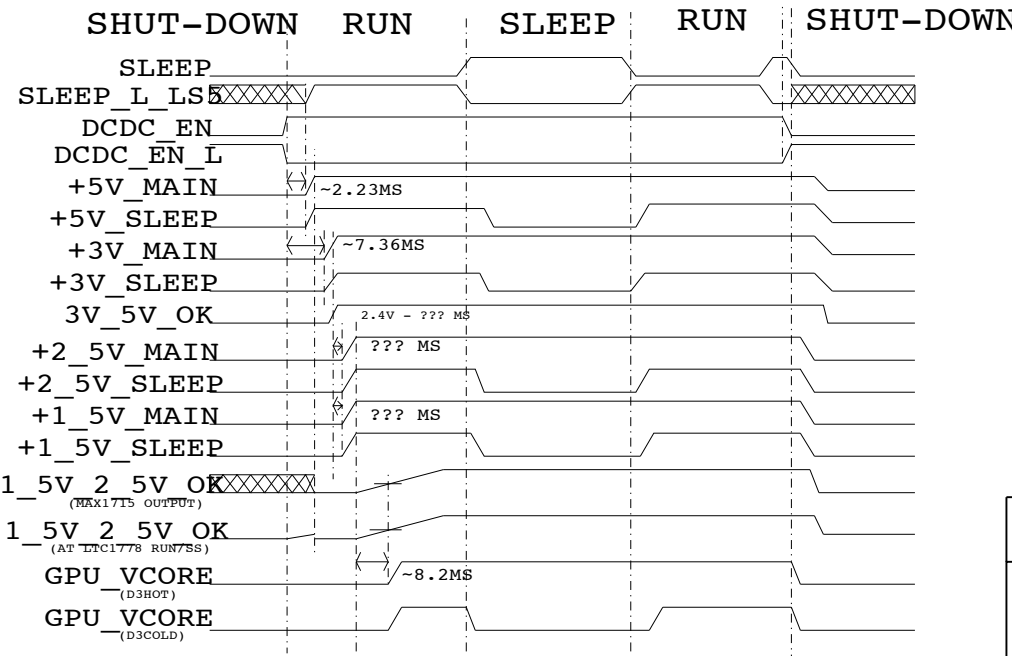 SHUT-DOWN RUN SLEEP RUN SHUT-DOWN
SLEEP
SLEEP_L_LS5
DCDC_EN
DCDC_EN_L
+5V_MAIN
~2.23MS
+5V_SLEEP
+3V_MAIN
~7.36MS
+3V_SLEEP
3V_5V_OK
2.4V - ??? MS
+2_5V_MAIN
??? MS
+2_5V_SLEEP
+1_5V_MAIN
??? MS
+1_5V_SLEEP
1_5V_2_5V_OK
(MAX1715 OUTPUT)
1_5V_2_5V_OK
(AT LTC1778 RUN/SS)
GPU_VCORE
~8.2MS
(D3HOT)
GPU_VCORE
(D3COLD)